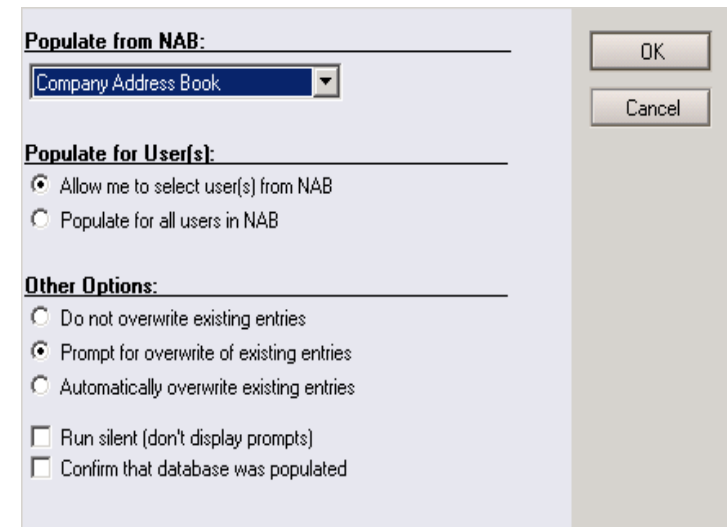 Populate from NAB:
OK
Company Address Book
Cancel
Populate for User(s):
Allow me to select user(s) from NAB
Populate for all users in NAB
Other Options:
Do not overwrite existing entries
Prompt for overwrite of existing entries
Automatically overwrite existing entries
Run silent (don't display prompts)
Confirm that database was populated